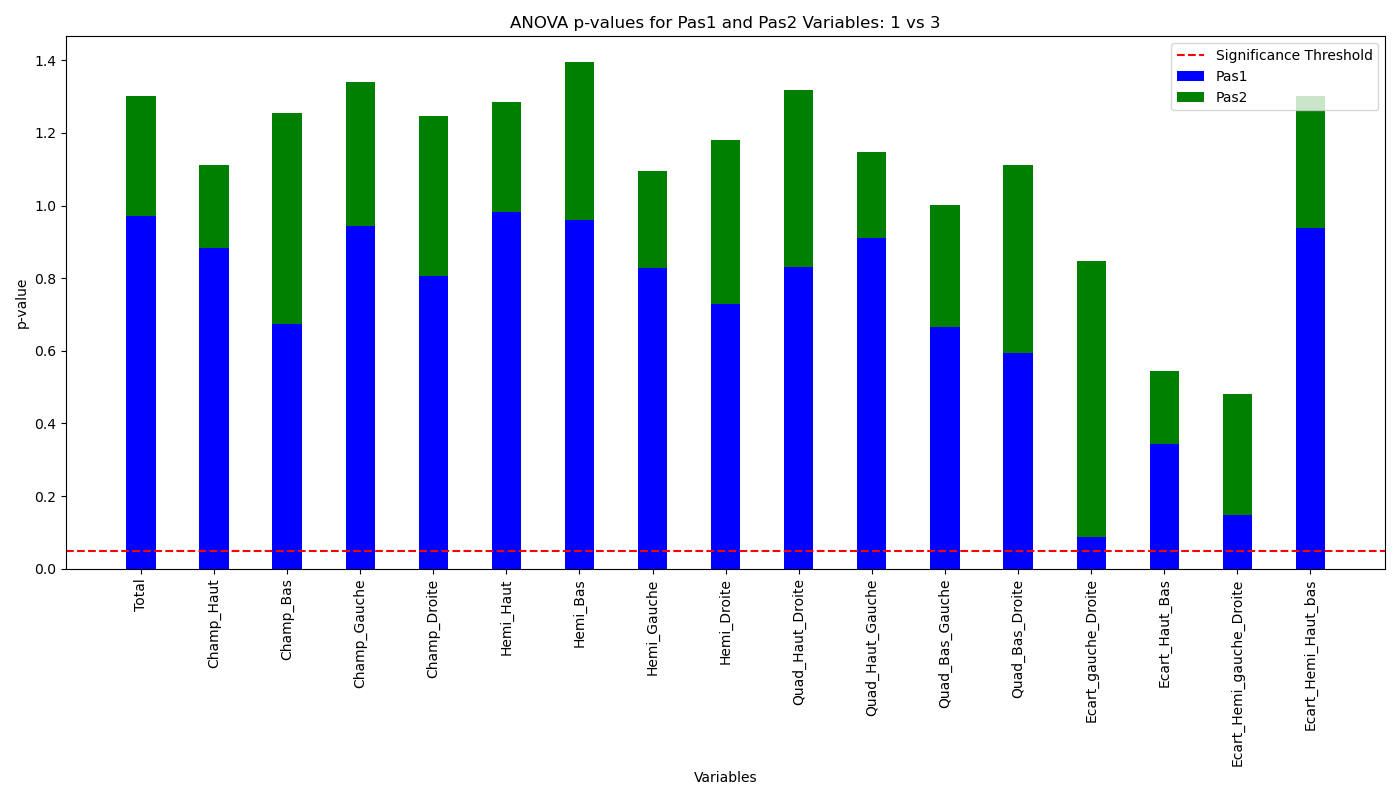 ANOVA p-values for Pas1 and Pas2 Variables: 1 vs 3
Significance Threshold
Pas1
Pas2
p-value
1.4
1.2
1.0
0.8
0.6
0.4
0.2
0.0
Total
Champ_Haut
Champ_Bas
Champ_Gauche
Champ_Droite
Hemi_Haut
Hemi_Bas
Hemi_Gauche
Hemi_Droite
Quad_Haut_Droite
Quad_Haut_Gauche
Quad_Bas_Gauche
Quad_Bas_Droite
Ecart_gauche_Droite
Ecart_Haut_Bas
Ecart_Hemi_gauche_Droite
Ecart_Hemi_Haut_bas
Variables